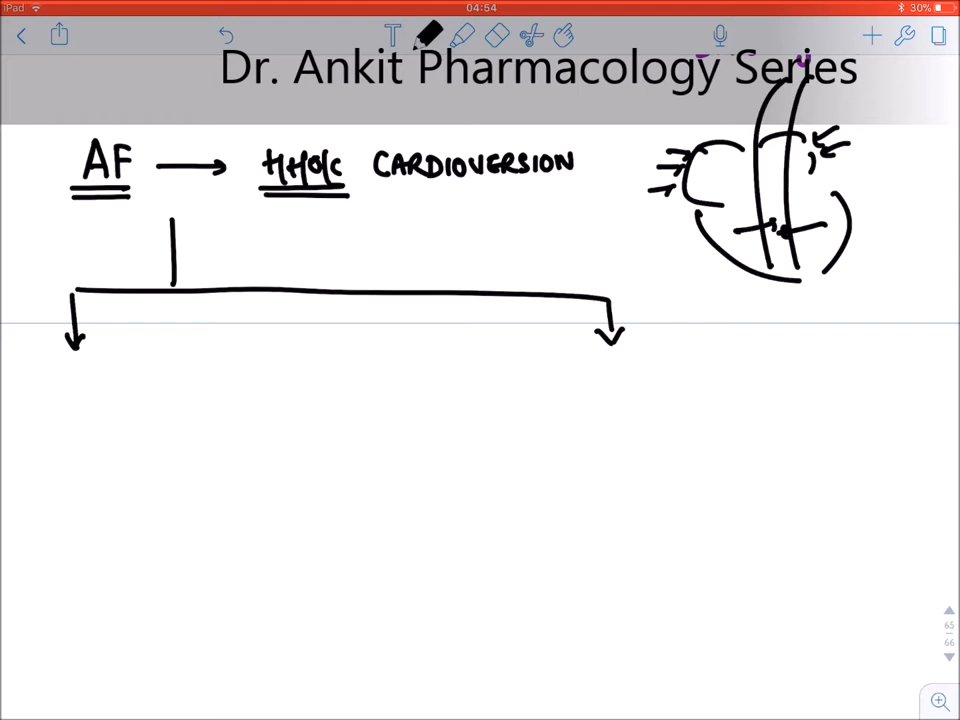 iPad 04:54 30%
T
Dr. Ankit Pharmacology Series
AF → CARDIOVERSION
65
66